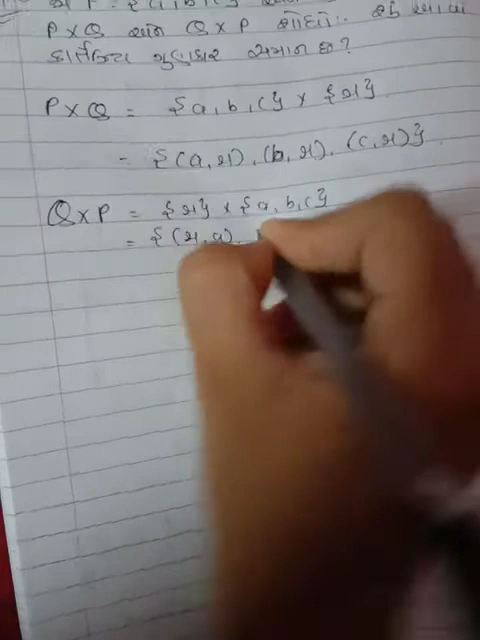 P = {a, b, c}
P × Q અને Q × P શોધો. શું આ બે
કાર્તેઝિય ગુણાકાર સમાન છે?
P × Q = {a, b, c} × {અ}
= {(a, અ), (b, અ), (c, અ)}
Q × P = {અ} × {a, b, c}
= {(અ, a),